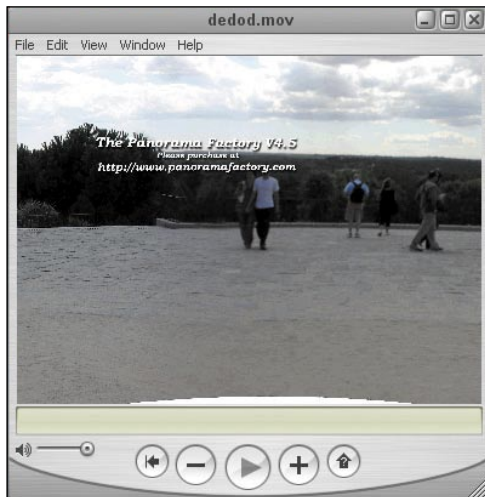 dedod.mov
File Edit View Window Help
The Panorama Factory V4.5
Please purchase at
http://www.panoramafactory.com